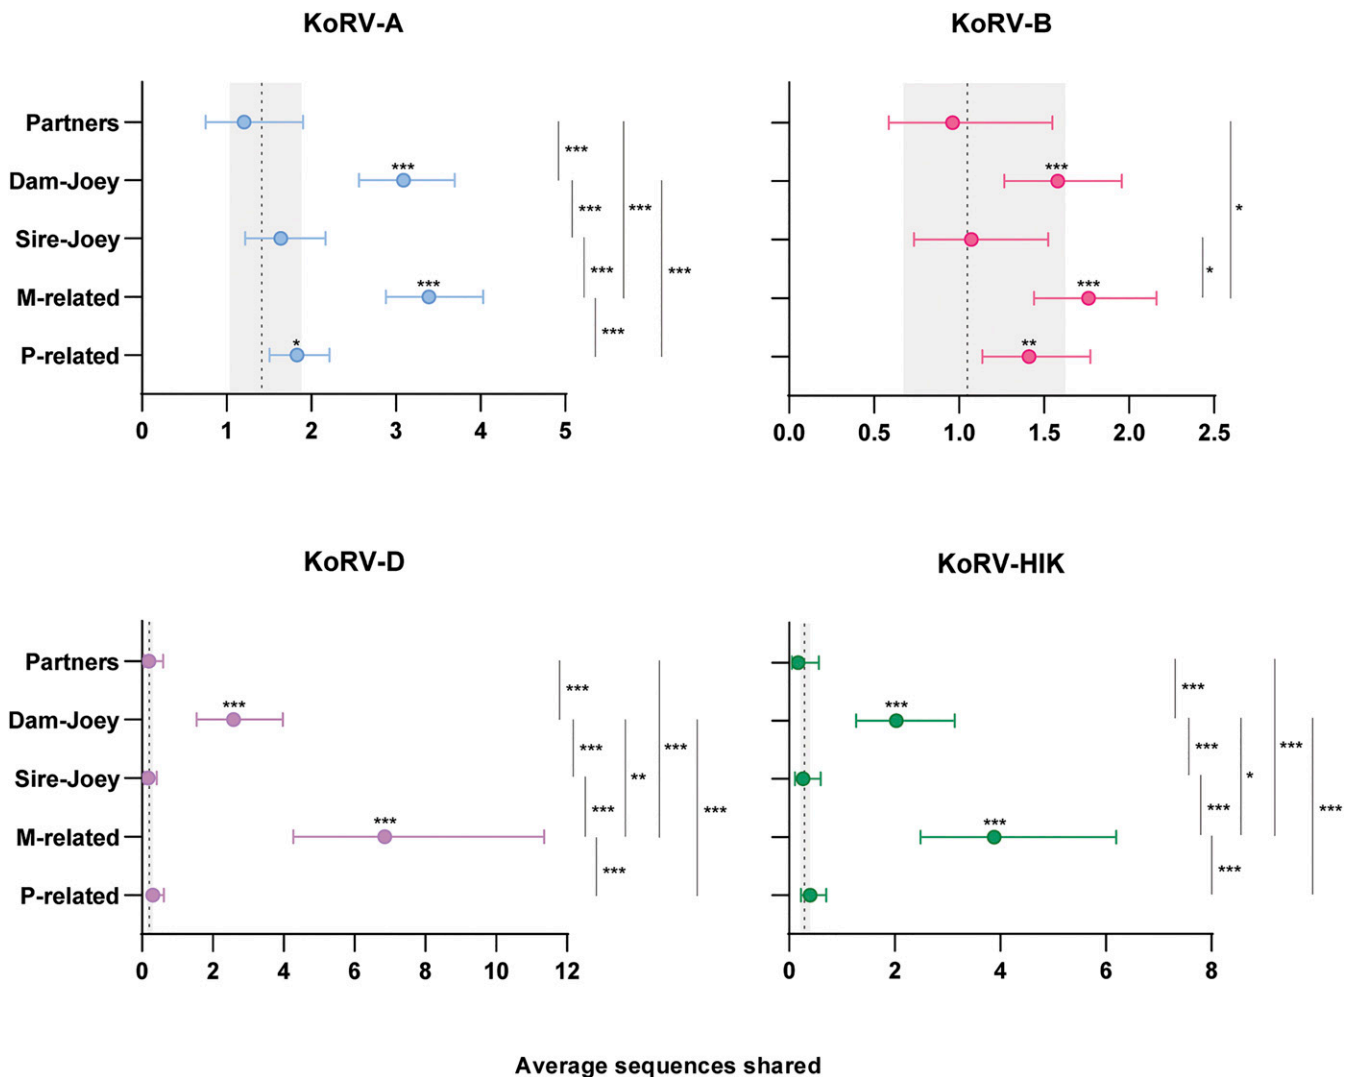 KoRV-A
Partners
***
Dam-Joey
***
***
***
Sire-Joey
***
***
M-related
***
***
P-related
*
0 1 2 3 4 5
KoRV-B
***
*
*
***
**
0.0 0.5 1.0 1.5 2.0 2.5
KoRV-D
Partners
***
Dam-Joey
***
***
**
***
Sire-Joey
***
***
M-related
***
***
P-related
0 2 4 6 8 10 12
KoRV-HIK
***
***
***
*
***
***
***
***
***
0 2 4 6 8
Average sequences shared